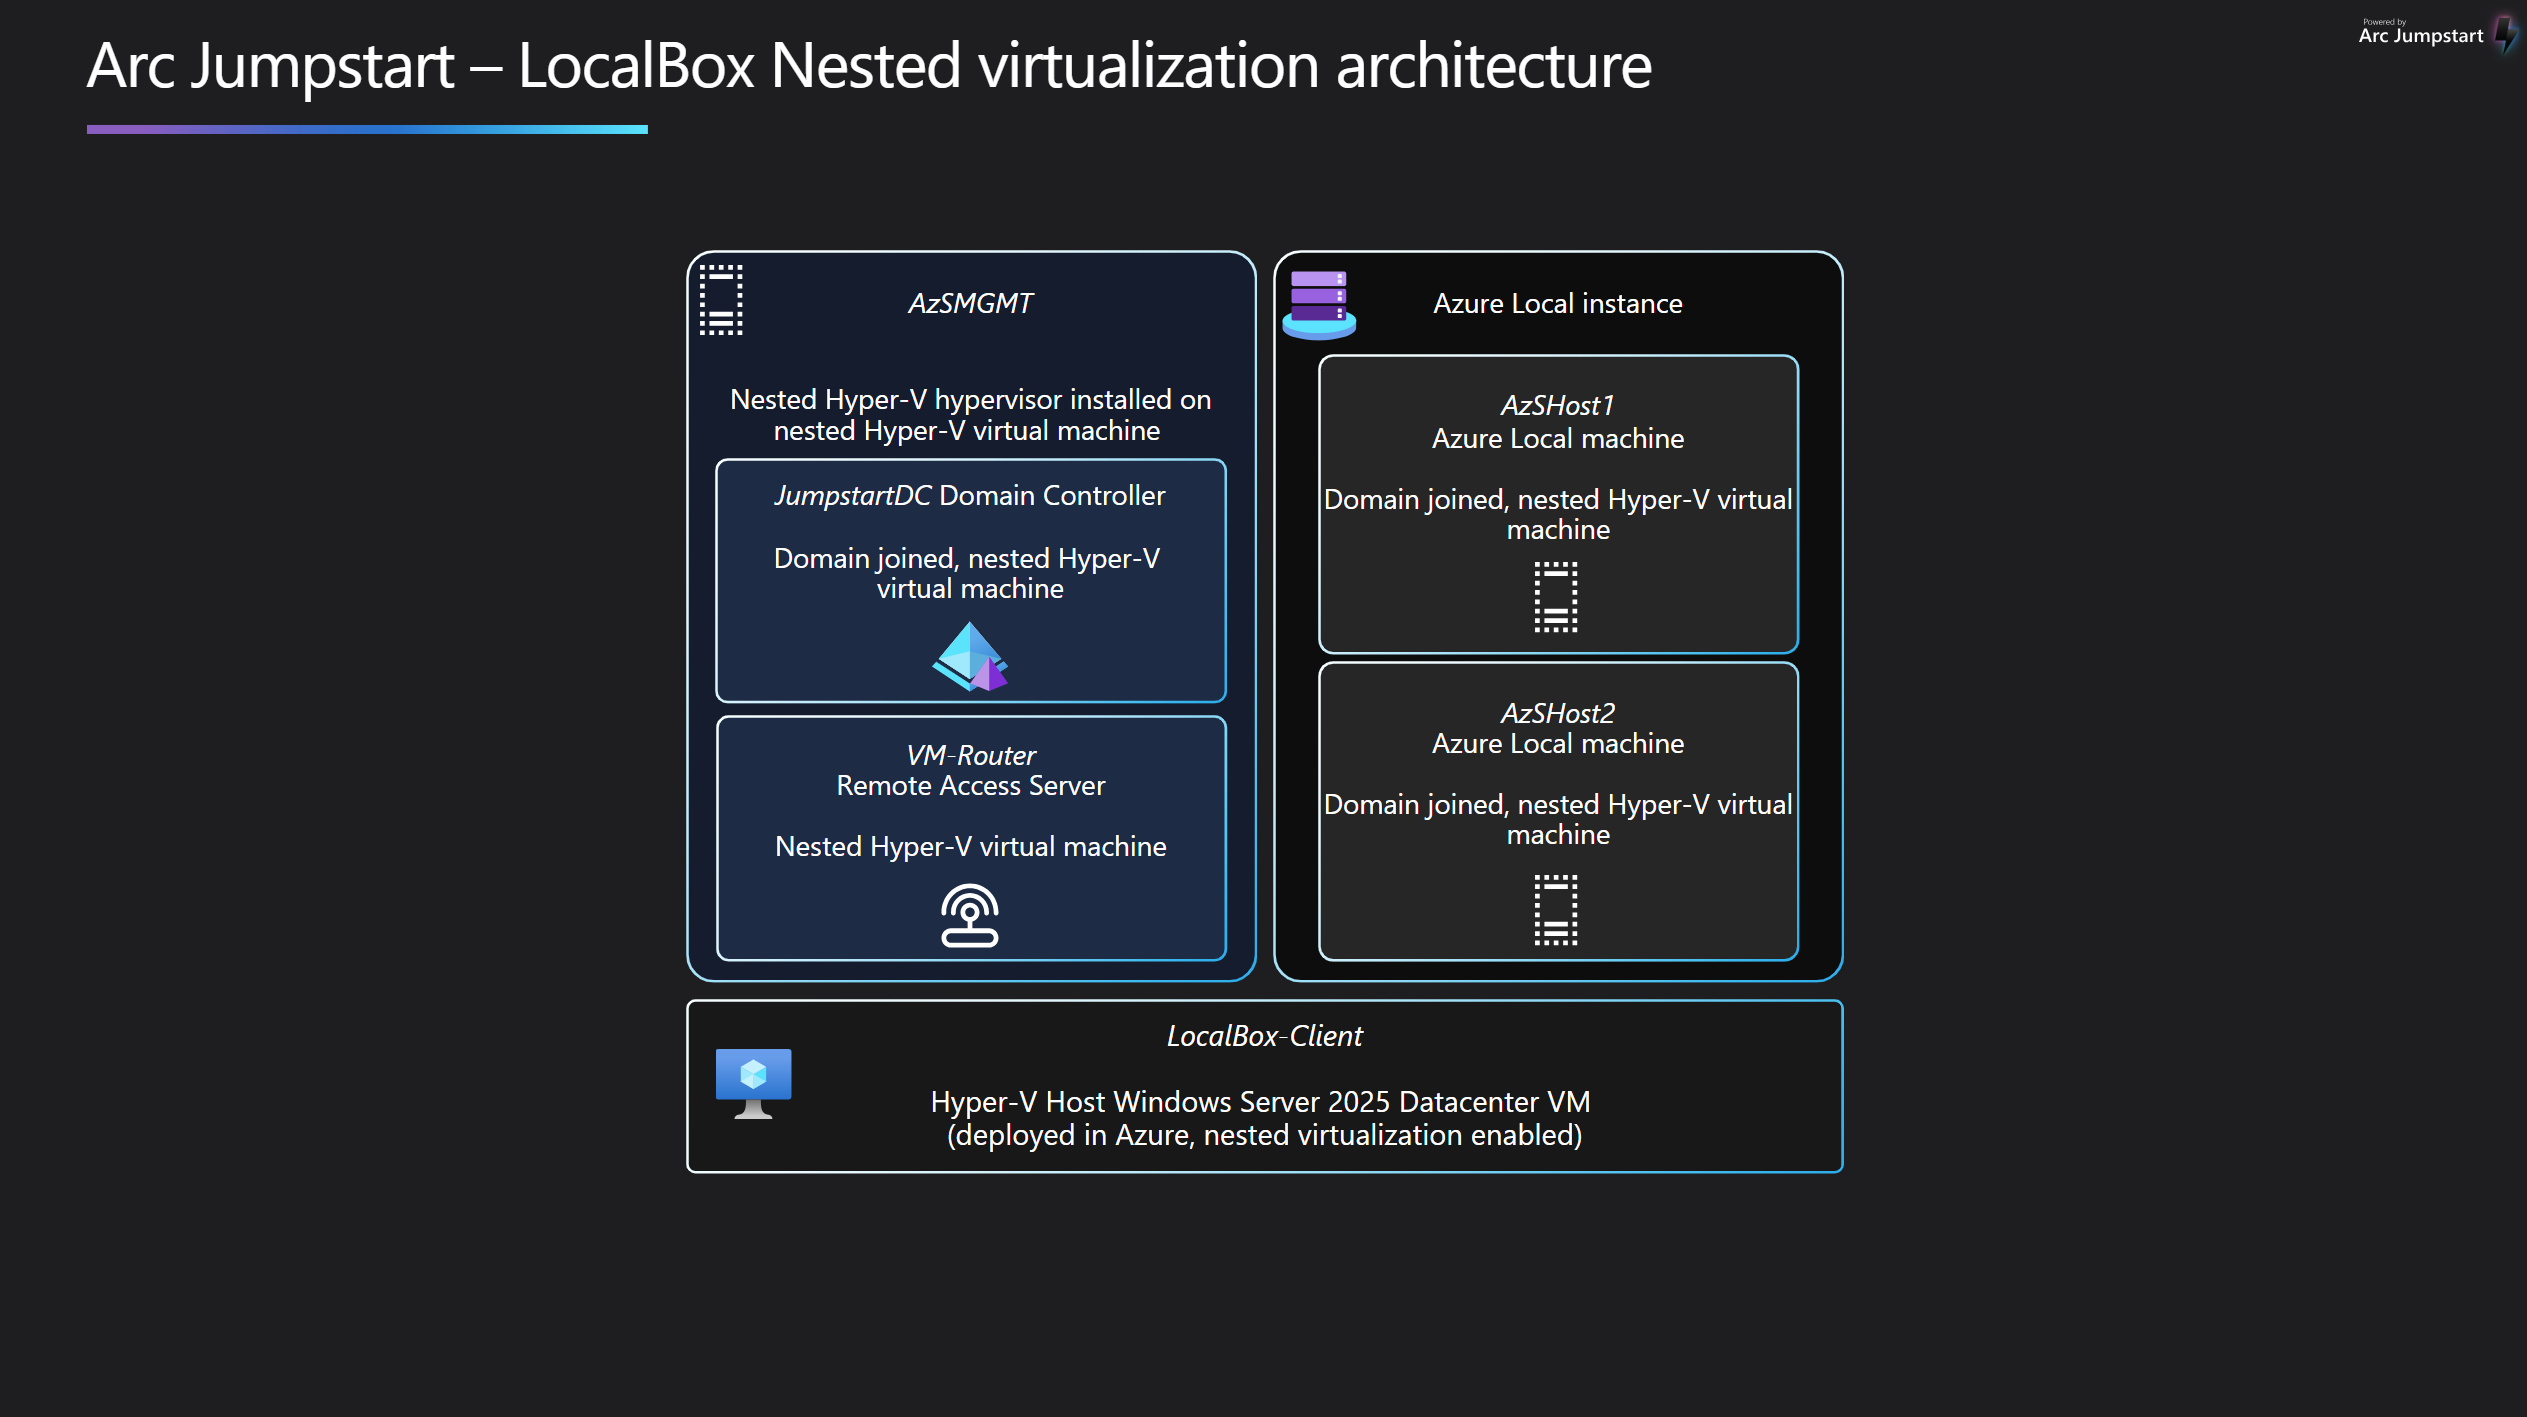 Powered by
Arc Jumpstart
Arc Jumpstart – LocalBox Nested virtualization architecture
AzSMGMT
Nested Hyper-V hypervisor installed on
nested Hyper-V virtual machine
JumpstartDC Domain Controller
Domain joined, nested Hyper-V
virtual machine
VM-Router
Remote Access Server
Nested Hyper-V virtual machine
Azure Local instance
AzSHost1
Azure Local machine
Domain joined, nested Hyper-V virtual
machine
AzSHost2
Azure Local machine
Domain joined, nested Hyper-V virtual
machine
LocalBox-Client
Hyper-V Host Windows Server 2025 Datacenter VM
(deployed in Azure, nested virtualization enabled)